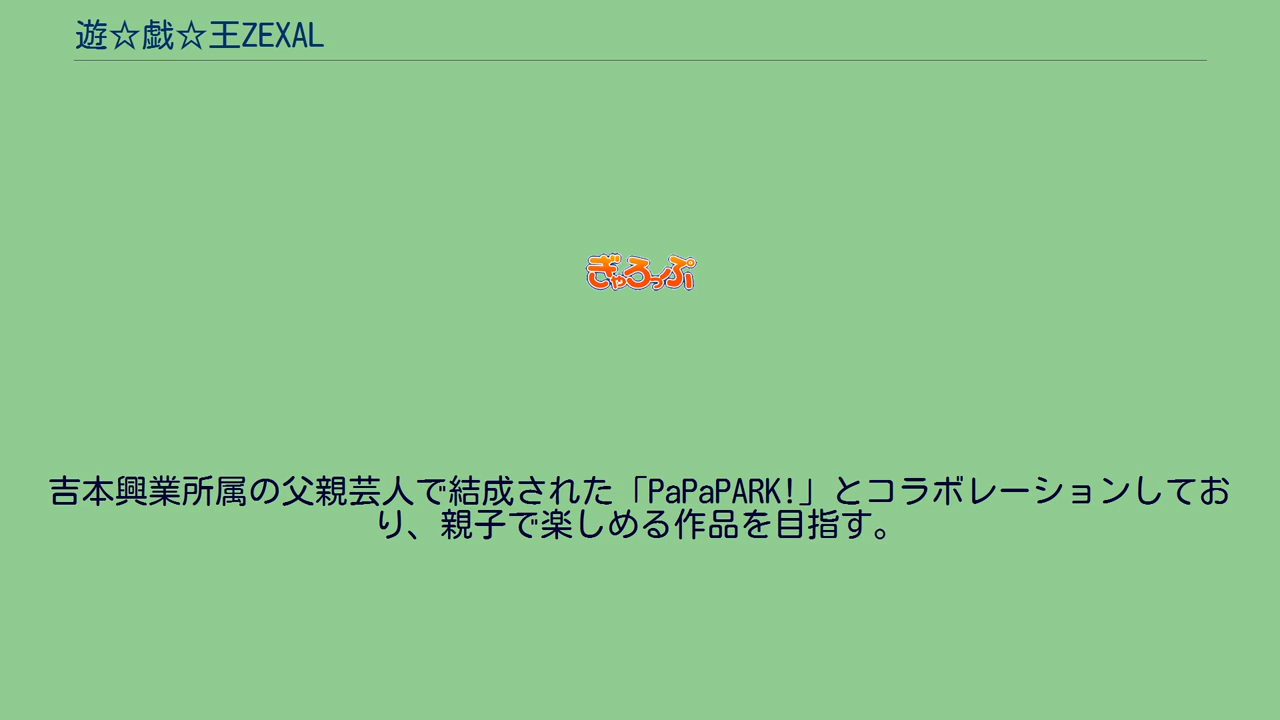 遊☆戯☆王ZEXAL
ぎゃろっぷ
吉本興業所属の父親芸人で結成された「PaPaPARK!」とコラボレーションしてお
り、親子で楽しめる作品を目指す。